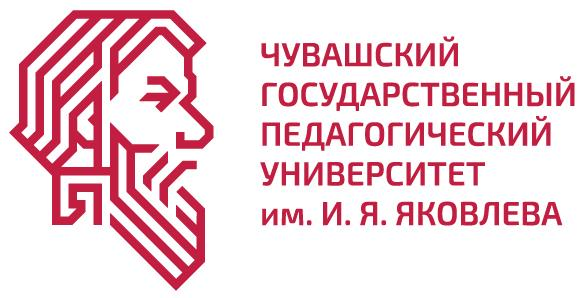 ЧУВАШСКИЙ
ГОСУДАРСТВЕННЫЙ
ПЕДАГОГИЧЕСКИЙ
УНИВЕРСИТЕТ
им. И. Я. ЯКОВЛЕВА